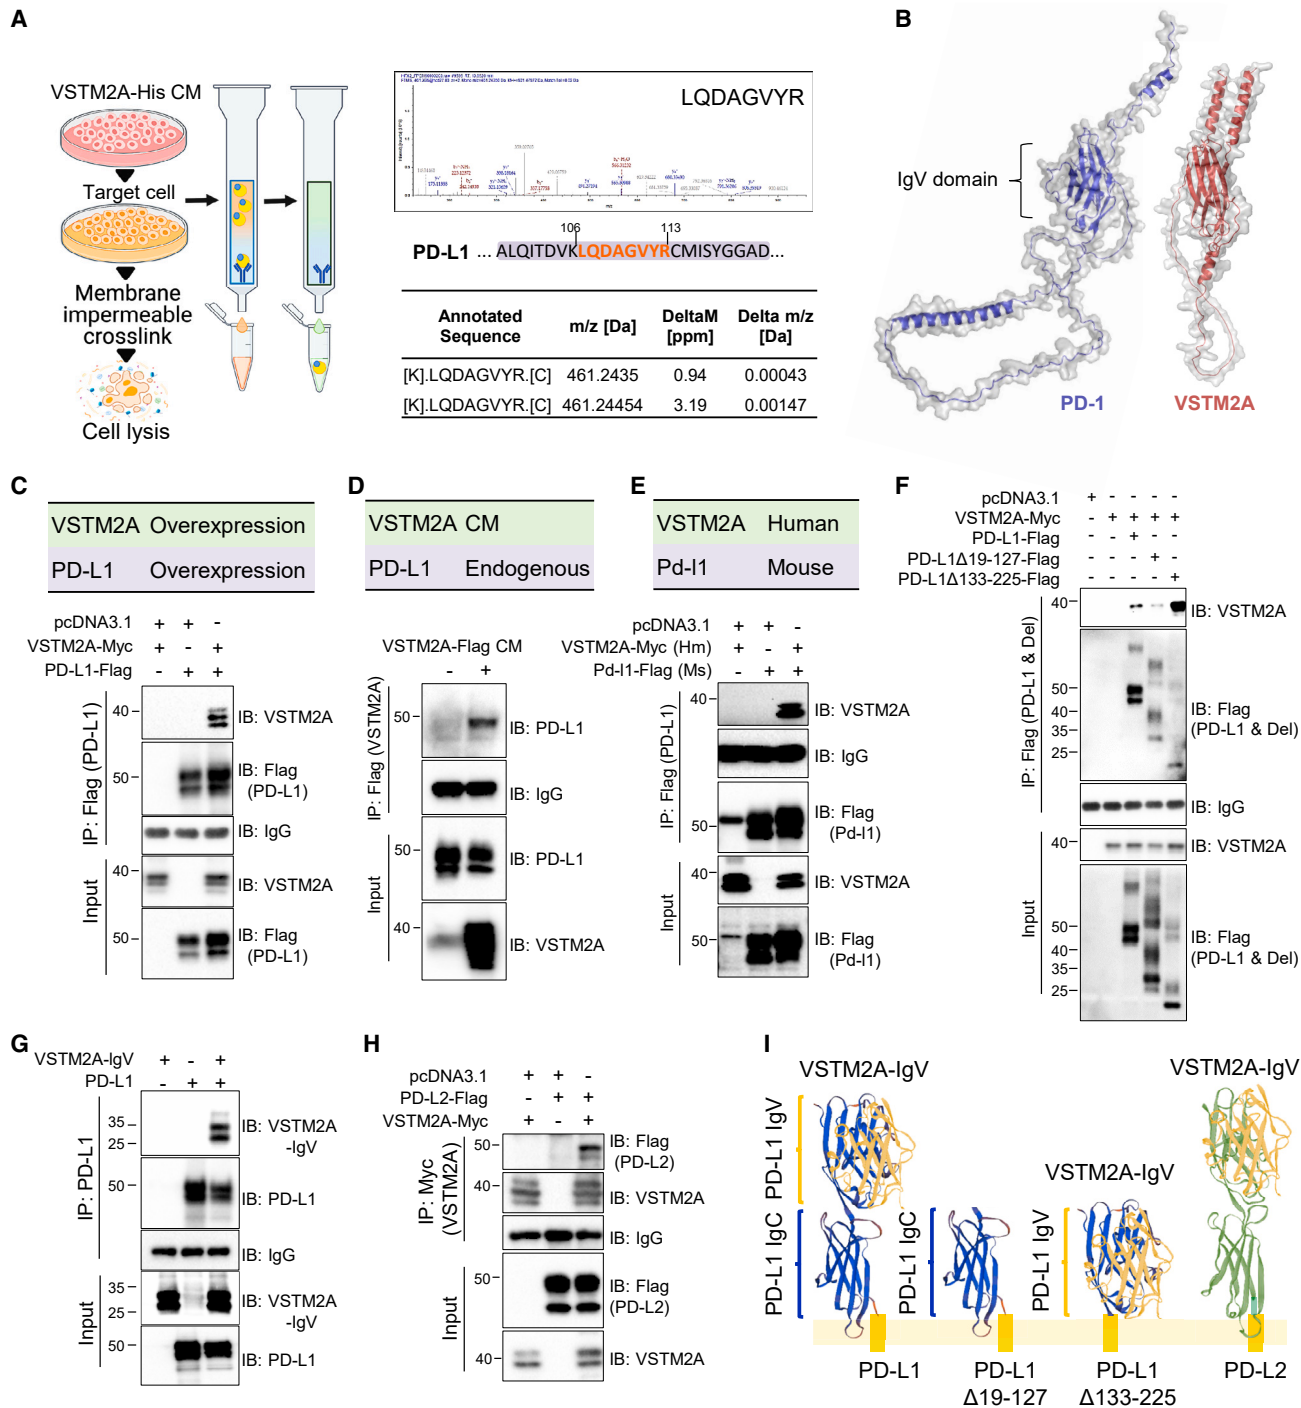 A
VSTM2A-His CM
Target cell
Membrane
impermeable
crosslink
Cell lysis
LQDAGVYR
106 113
PD-L1 ... ALQITDVKLQDAGVYRCMISYGGAD...
Annotated Sequence m/z [Da] DeltaM [ppm] Delta m/z [Da]
[K].LQDAGVYR.[C] 461.2435 0.94 0.00043
[K].LQDAGVYR.[C] 461.24454 3.19 0.00147
B
IgV domain
PD-1
VSTM2A
C
VSTM2A Overexpression
PD-L1 Overexpression
pcDNA3.1 + + -
VSTM2A-Myc + - +
PD-L1-Flag - + +
IP: Flag (PD-L1)
40 IB: VSTM2A
50 IB: Flag
(PD-L1)
IB: IgG
Input
40 IB: VSTM2A
50 IB: Flag
(PD-L1)
D
VSTM2A CM
PD-L1 Endogenous
VSTM2A-Flag CM
- +
IP: Flag (VSTM2A)
50 IB: PD-L1
IB: IgG
Input
50 IB: PD-L1
40 IB: VSTM2A
E
VSTM2A Human
Pd-l1 Mouse
pcDNA3.1 + + -
VSTM2A-Myc (Hm) + - +
Pd-l1-Flag (Ms) - + +
IP: Flag (PD-L1)
40 IB: VSTM2A
IB: IgG
50 IB: Flag
(Pd-l1)
Input
40 IB: VSTM2A
50 IB: Flag
(Pd-l1)
F
pcDNA3.1 + - - - -
VSTM2A-Myc - + + + +
PD-L1-Flag - - + - -
PD-L1Δ19-127-Flag - - - + -
PD-L1Δ133-225-Flag - - - - +
IP: Flag (PD-L1 & Del)
40 IB: VSTM2A
50
40 IB: Flag
35 (PD-L1 & Del)
25
IB: IgG
Input
40 IB: VSTM2A
50
40 IB: Flag
35 (PD-L1 & Del)
25
G
VSTM2A-IgV + - +
PD-L1 - + +
IP: PD-L1
35 IB: VSTM2A
25 -IgV
50 IB: PD-L1
IB: IgG
Input
35 IB: VSTM2A
25 -IgV
50 IB: PD-L1
H
pcDNA3.1 + + -
PD-L2-Flag - + +
VSTM2A-Myc + - +
IP: Myc
(VSTM2A)
50 IB: Flag
(PD-L2)
40 IB: VSTM2A
IB: IgG
Input
50 IB: Flag
(PD-L2)
40 IB: VSTM2A
I
VSTM2A-IgV
VSTM2A-IgV
VSTM2A-IgV
PD-L1 IgV
PD-L1 IgC
PD-L1 IgC
PD-L1 IgV
PD-L1
PD-L1
Δ19-127
PD-L1
Δ133-225
PD-L2